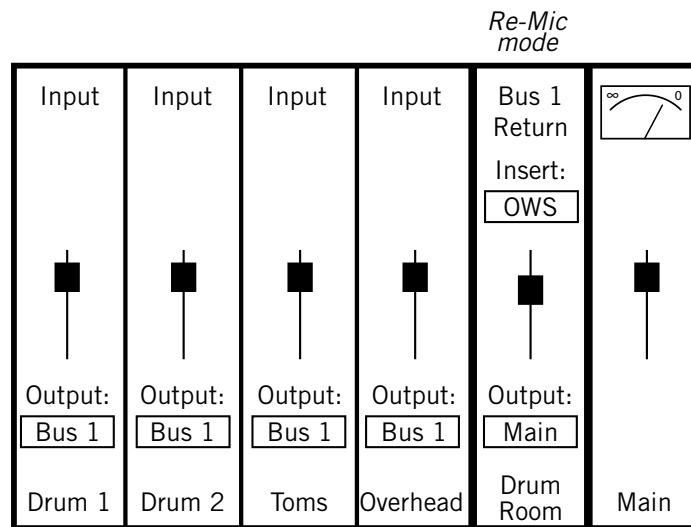 Re-Mic
mode
Input
Input
Input
Input
Bus 1
Return
Insert:
OWS
∞
0
Output:
Output:
Output:
Output:
Output:
Bus 1
Bus 1
Bus 1
Bus 1
Main
Drum 1
Drum 2
Toms
Overhead
Drum
Room
Main